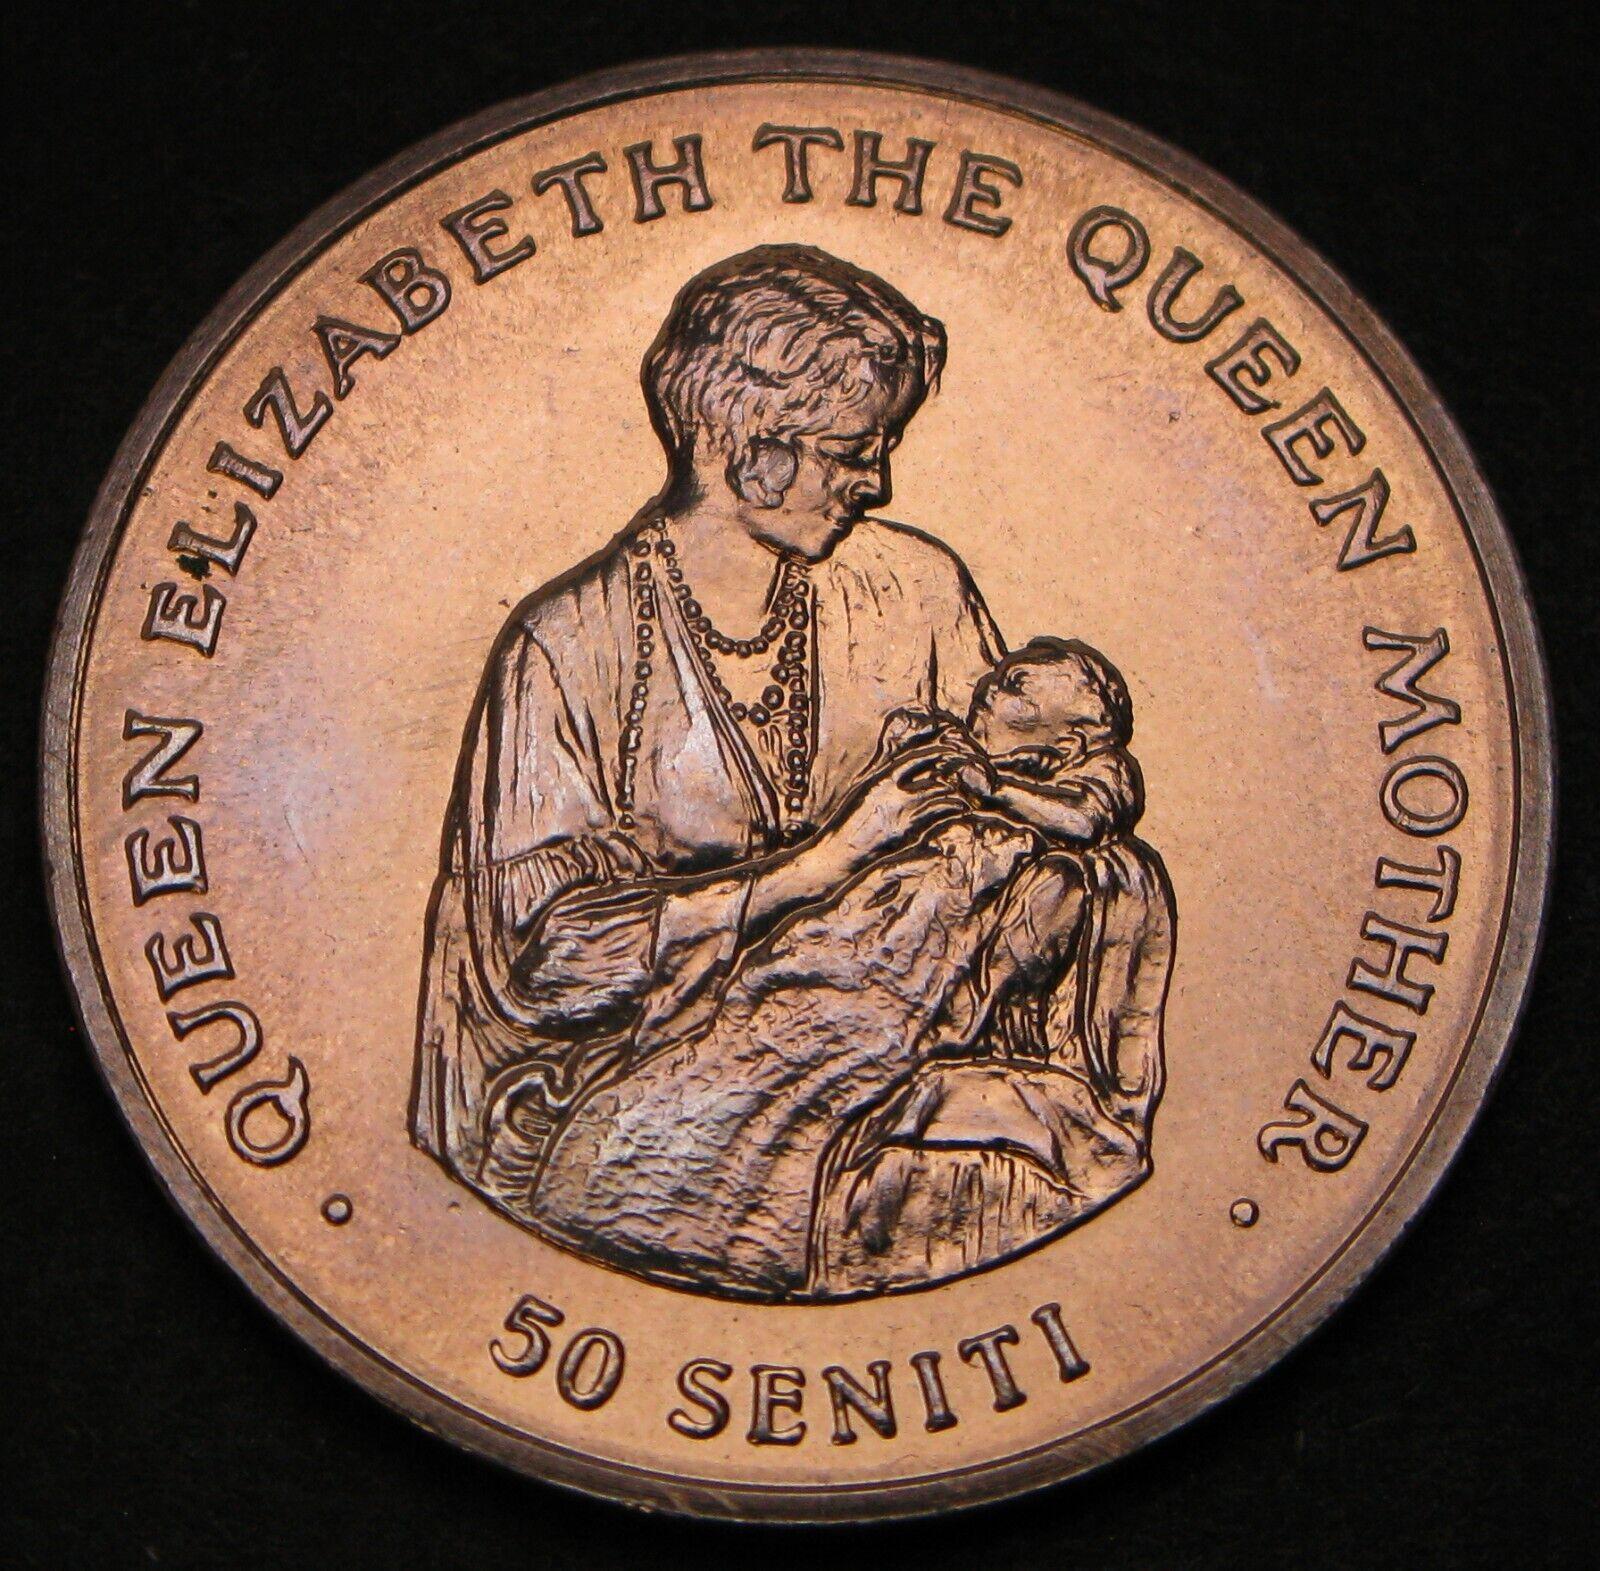 QUEEN ELIZABETH THE QUEEN MOTHER
50 SENITI